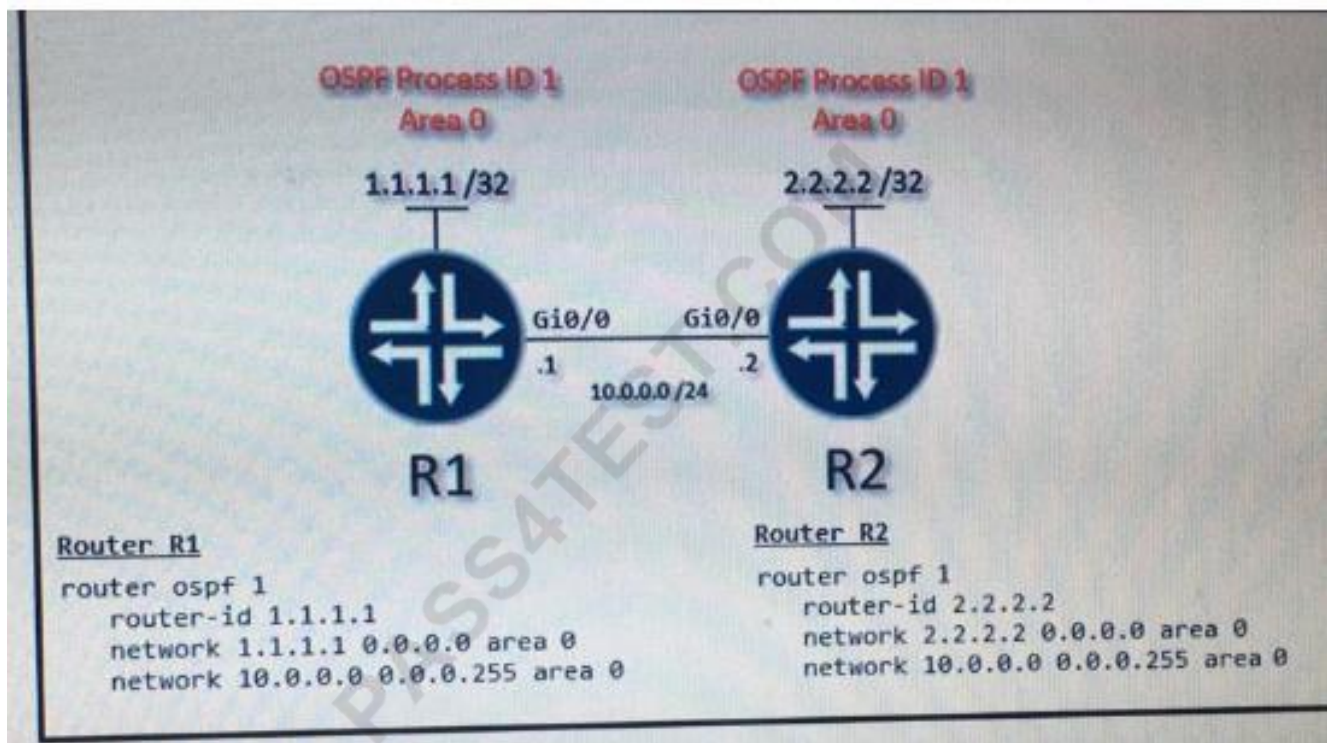 OSPF Process ID 1
Area 0
OSPF Process ID 1
Area 0
1.1.1.1 /32
2.2.2.2 /32
Gi0/0
Gi0/0
.1
.2
10.0.0.0 /24
R1
R2
Router R1
router ospf 1
router-id 1.1.1.1
network 1.1.1.1 0.0.0.0 area 0
network 10.0.0.0 0.0.0.255 area 0
Router R2
router ospf 1
router-id 2.2.2.2
network 2.2.2.2 0.0.0.0 area 0
network 10.0.0.0 0.0.0.255 area 0
PASS4TEST.COM